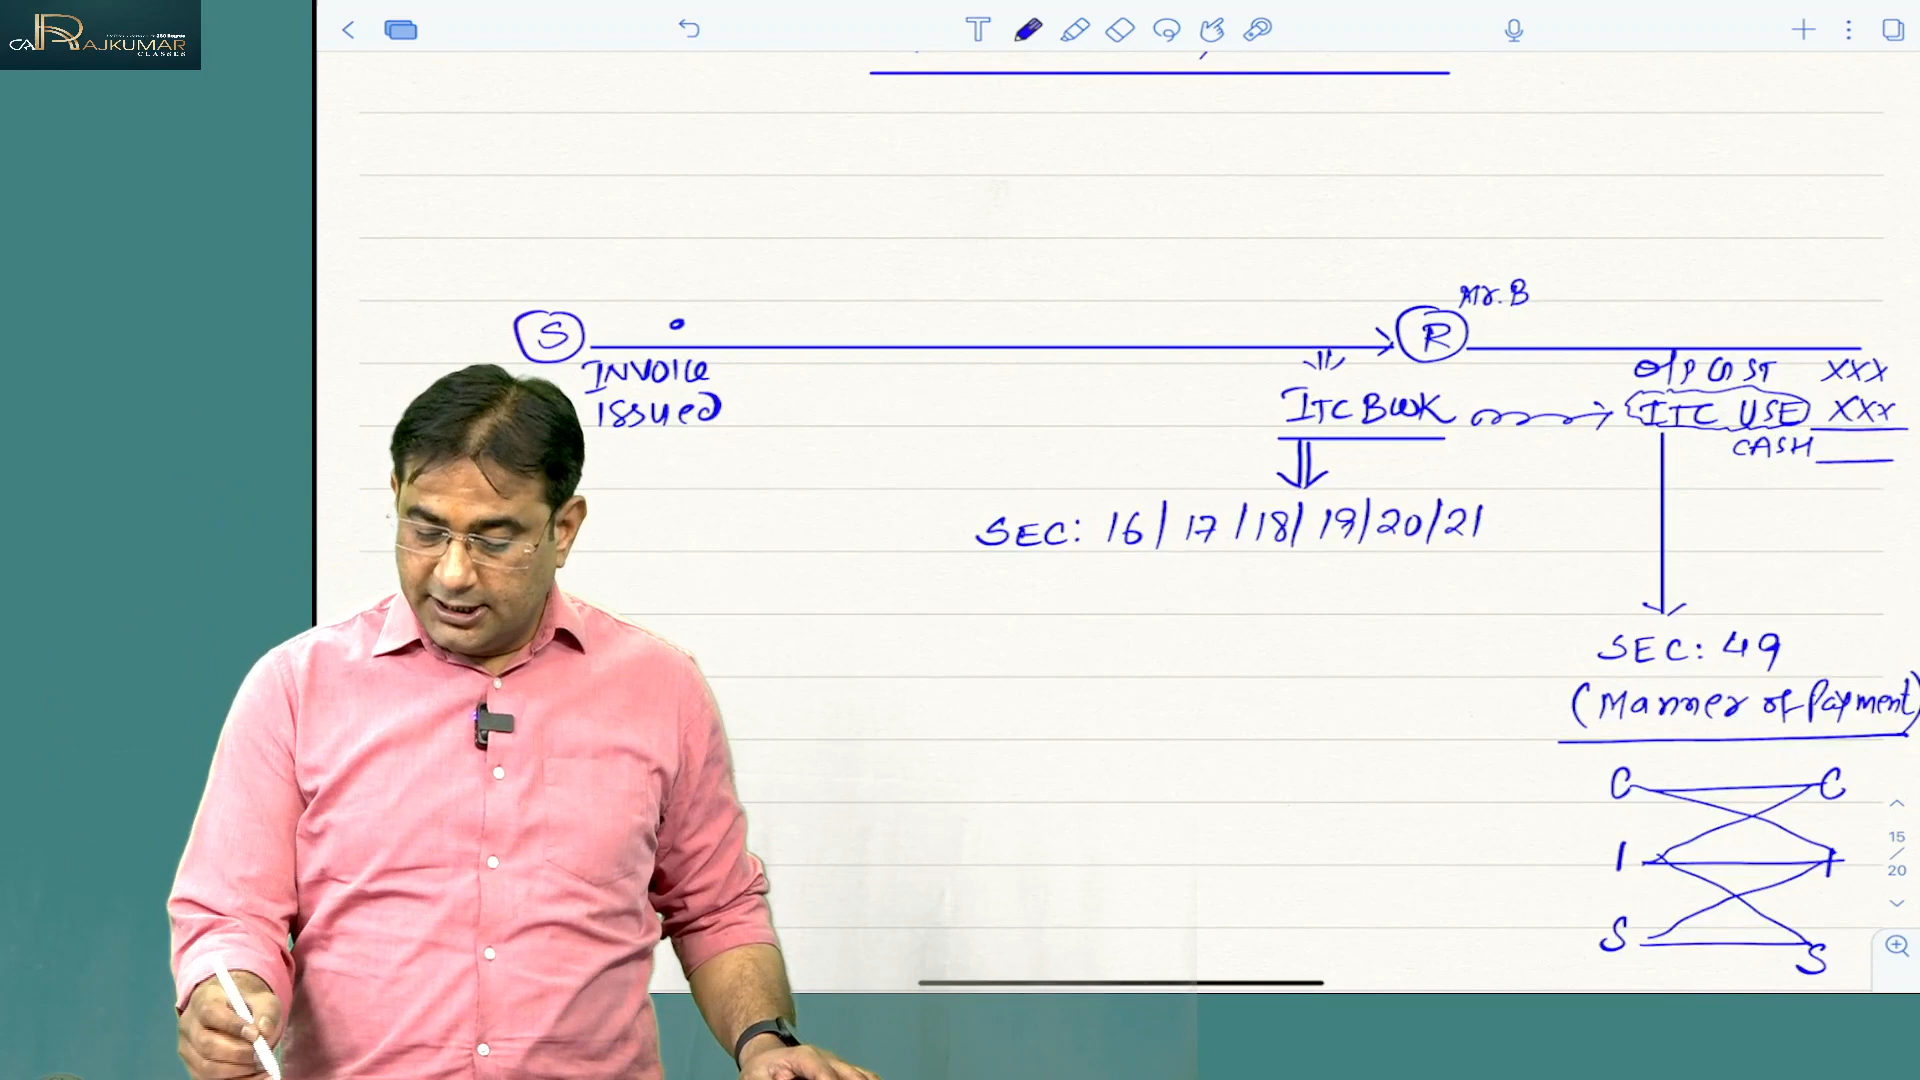 CA RAJKUMAR
CLASSES
Mr. B
S
R
INVOICE
ISSUED
O/P GST XXX
ITC BOOK
ITC USE XXX
CASH
SEC: 16/17/18/19/20/21
SEC: 49
(Manner of Payment)
C C
I I
S S
15
20